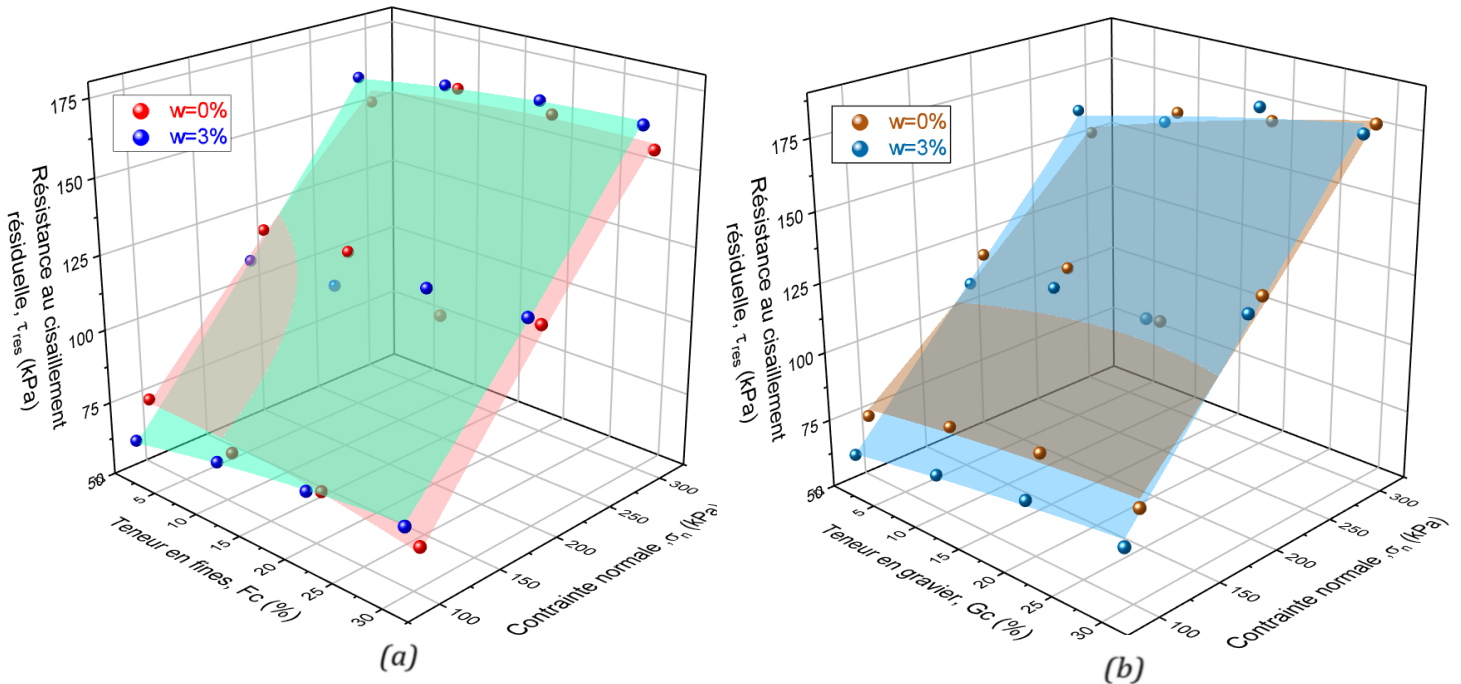 w=0%
w=3%
Résistance au cisaillement
résiduelle, τres (kPa)
175
150
125
100
75
50
0
5
10
15
20
25
30
Teneur en fines, Fc (%)
100
150
200
250
300
Contrainte normale ,σn (kPa)
(a)
w=0%
w=3%
Résistance au cisaillement
résiduelle, τres (kPa)
175
150
125
100
75
50
0
5
10
15
20
25
30
Teneur en gravier, Gc (%)
100
150
200
250
300
Contrainte normale ,σn (kPa)
(b)